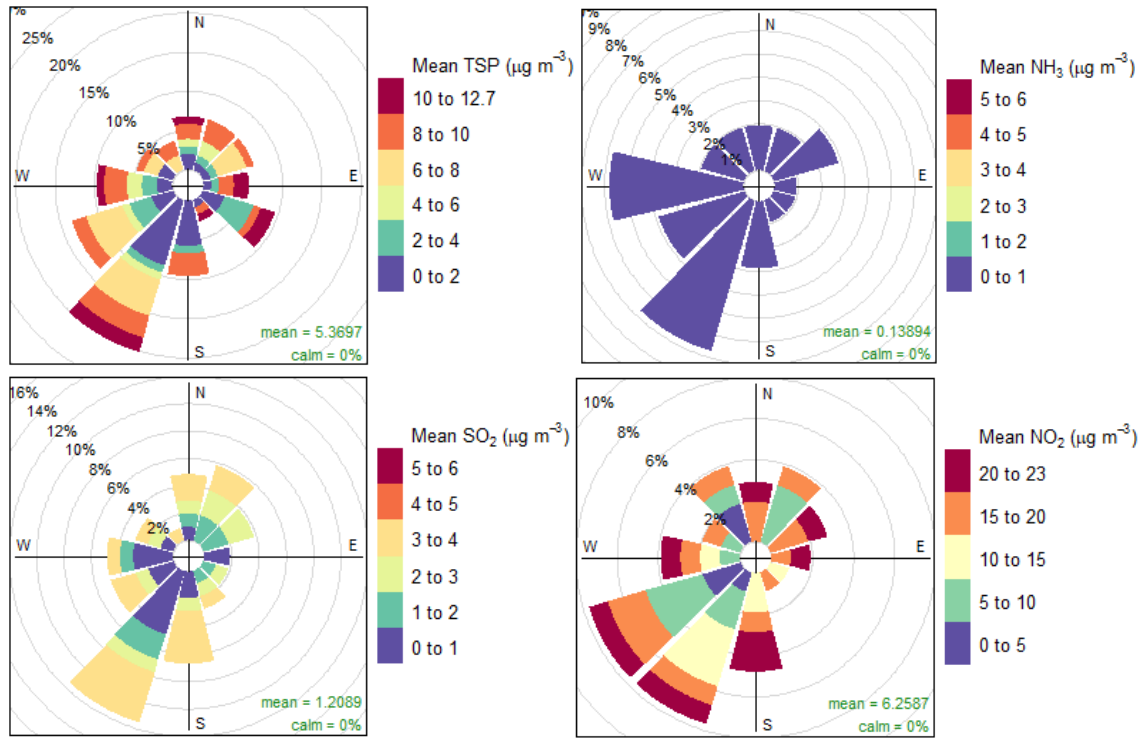 N
25%
20%
15%
10%
5%
W
E
S
mean = 5.3697
calm = 0%
Mean TSP (μg m⁻³)
10 to 12.7
8 to 10
6 to 8
4 to 6
2 to 4
0 to 2
N
9%
8%
7%
6%
5%
4%
3%
2%
1%
W
E
S
mean = 0.13894
calm = 0%
Mean NH₃ (μg m⁻³)
5 to 6
4 to 5
3 to 4
2 to 3
1 to 2
0 to 1
N
16%
14%
12%
10%
8%
6%
4%
2%
W
E
S
mean = 1.2089
calm = 0%
Mean SO₂ (μg m⁻³)
5 to 6
4 to 5
3 to 4
2 to 3
1 to 2
0 to 1
N
10%
8%
6%
4%
2%
W
E
S
mean = 6.2587
calm = 0%
Mean NO₂ (μg m⁻³)
20 to 23
15 to 20
10 to 15
5 to 10
0 to 5